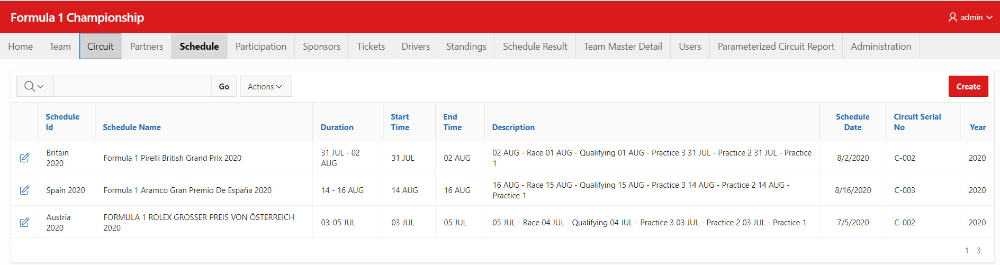 Formula 1 Championship
admin
Home Team Circuit Partners Schedule Participation Sponsors Tickets Drivers Standings Schedule Result Team Master Detail Users Parameterized Circuit Report Administration
Go Actions Create
Schedule Id Schedule Name Duration Start Time End Time Description Schedule Date Circuit Serial No Year
Britain 2020 Formula 1 Pirelli British Grand Prix 2020 31 JUL - 02 AUG 31 JUL 02 AUG 02 AUG - Race 01 AUG - Qualifying 01 AUG - Practice 3 31 JUL - Practice 2 31 JUL - Practice 1 8/2/2020 C-002 2020
Spain 2020 Formula 1 Aramco Gran Premio De España 2020 14 - 16 AUG 14 AUG 16 AUG 16 AUG - Race 15 AUG - Qualifying 15 AUG - Practice 3 14 AUG - Practice 2 14 AUG - Practice 1 8/16/2020 C-003 2020
Austria 2020 FORMULA 1 ROLEX GROSSER PREIS VON ÖSTERREICH 2020 03-05 JUL 03 JUL 05 JUL 05 JUL - Race 04 JUL - Qualifying 04 JUL - Practice 3 03 JUL - Practice 2 03 JUL - Practice 1 7/5/2020 C-002 2020
1 - 3